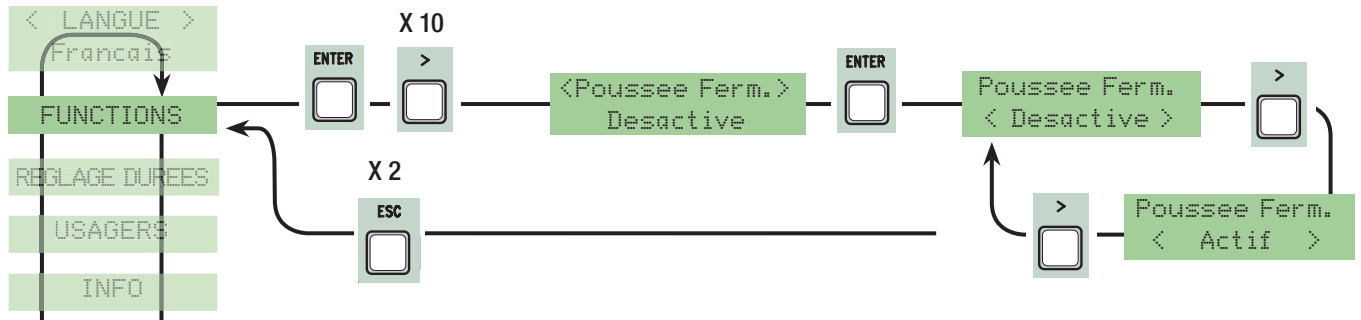 < LANGUE >
Francais
FUNCTIONS
REGLAGE DUREES
USAGERS
INFO
ENTER
X 10
>
<Poussee Ferm.>
Desactive
ENTER
Poussee Ferm.
< Desactive >
>
Poussee Ferm.
< Actif >
>
X 2
ESC